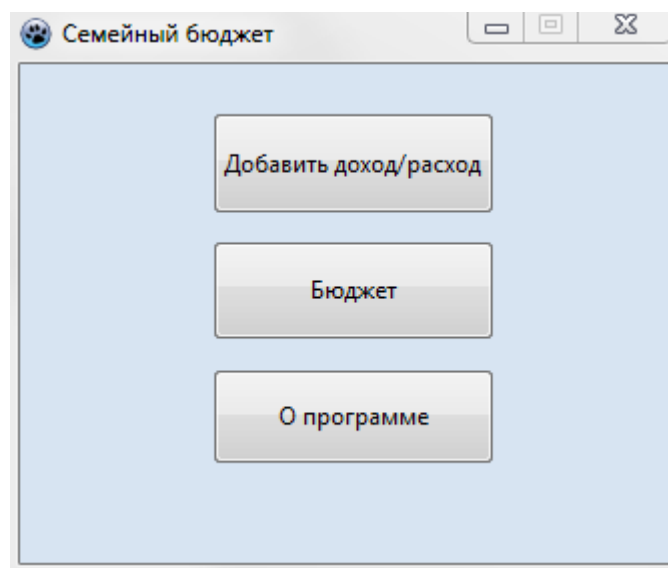 Семейный бюджет
Добавить доход/расход
Бюджет
О программе